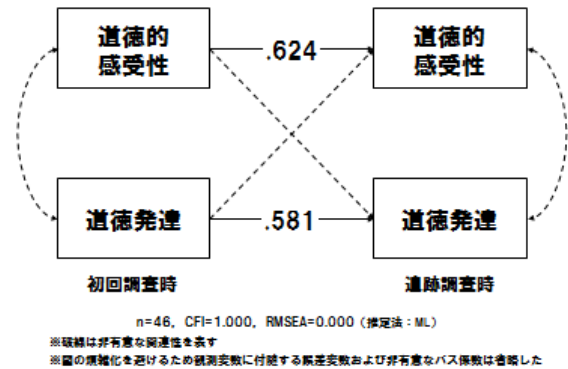 道徳的
感受性
.624
道徳的
感受性
道徳発達
.581
道徳発達
初回調査時
追跡調査時
n=46, CFI=1.000, RMSEA=0.000（推定法：ML）
※破線は非有意な関連性を表す
※図の煩雑化を避けるため観測変数に付随する誤差変数および非有意なパス係数は省略した